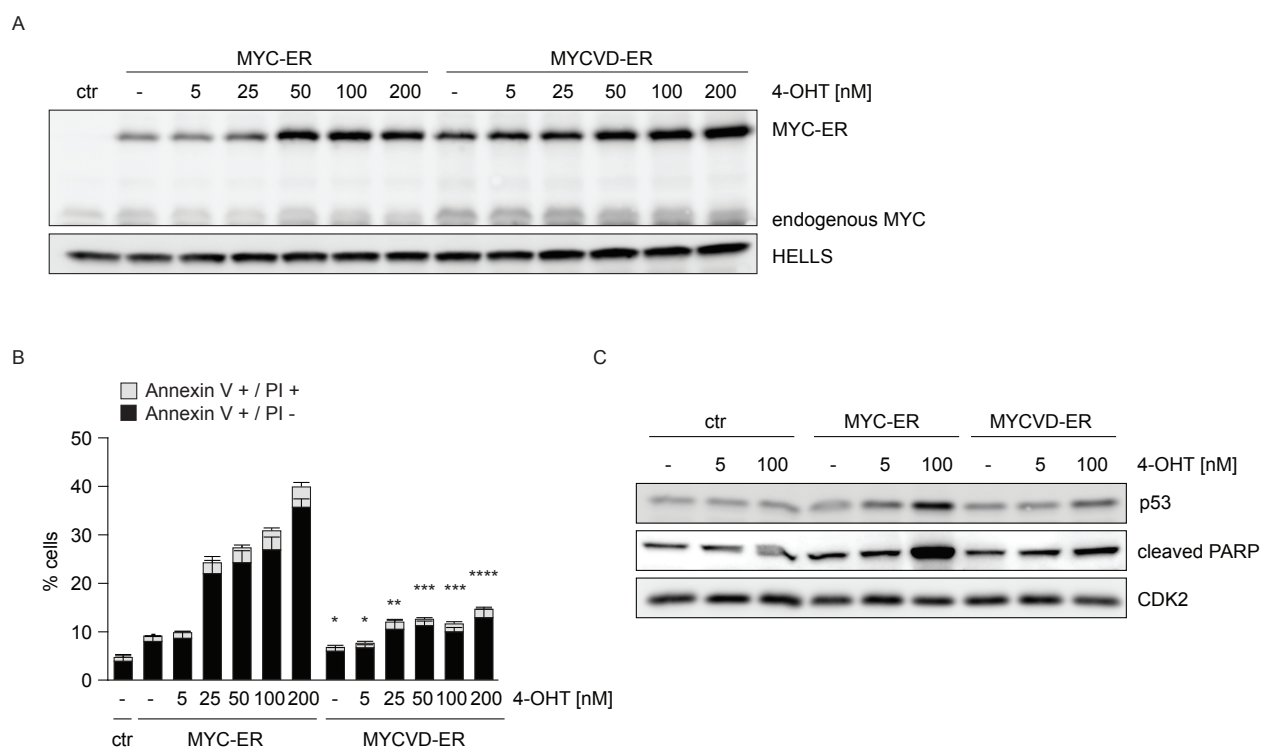 A
MYC-ER MYCVD-ER
ctr - 5 25 50 100 200 - 5 25 50 100 200 4-OHT [nM]
MYC-ER
endogenous MYC
HELLS
B
Annexin V + / PI +
Annexin V + / PI -
50
40
30
20
10
0
% cells
* * ** *** *** ****
- - 5 25 50 100 200 - 5 25 50 100 200 4-OHT [nM]
ctr MYC-ER MYCVD-ER
C
ctr MYC-ER MYCVD-ER
- 5 100 - 5 100 - 5 100 4-OHT [nM]
p53
cleaved PARP
CDK2